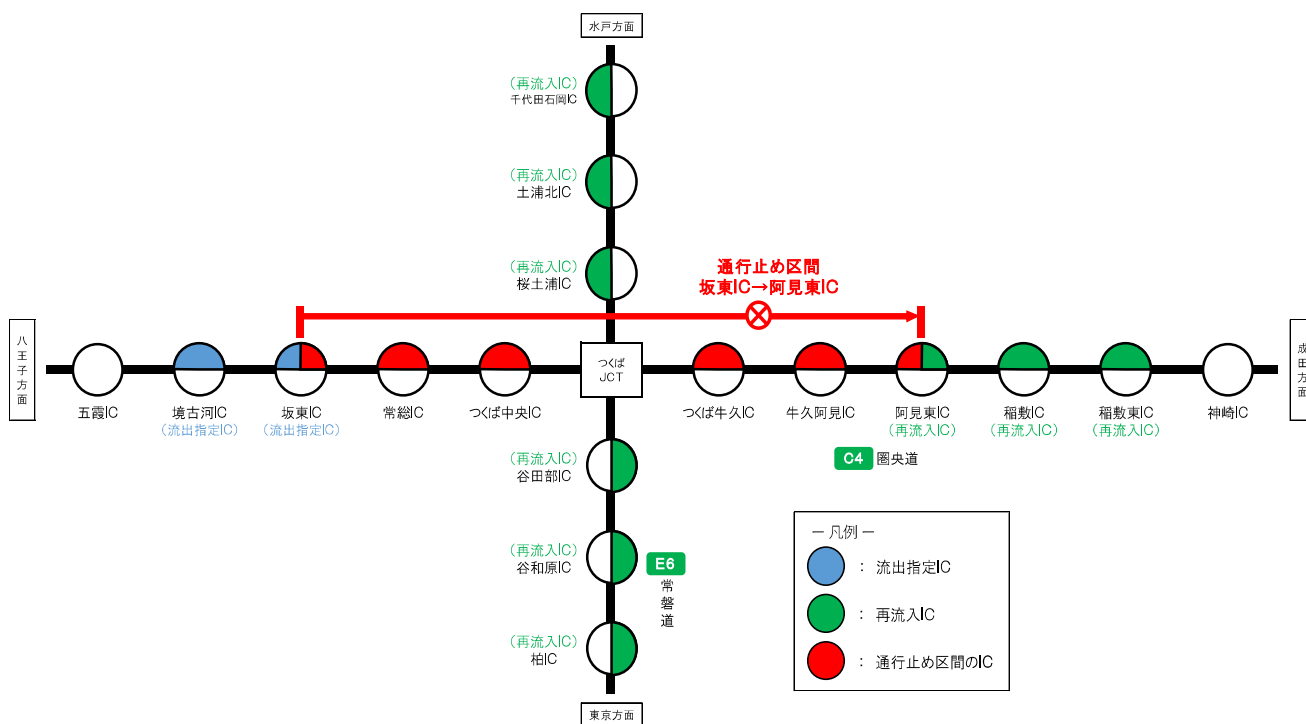 水戸方面
(再流入IC)
千代田石岡IC
(再流入IC)
土浦北IC
(再流入IC)
桜土浦IC
通行止め区間
坂東IC→阿見東IC
八王子方面
つくば
JCT
成田方面
五霞IC
境古河IC
(流出指定IC)
坂東IC
(流出指定IC)
常総IC
つくば中央IC
つくば牛久IC
牛久阿見IC
阿見東IC
(再流入IC)
稲敷IC
(再流入IC)
稲敷東IC
(再流入IC)
神崎IC
C4 圏央道
(再流入IC)
谷田部IC
(再流入IC)
谷和原IC
E6
常磐道
(再流入IC)
柏IC
東京方面
― 凡例 ―
： 流出指定IC
： 再流入IC
： 通行止め区間のIC